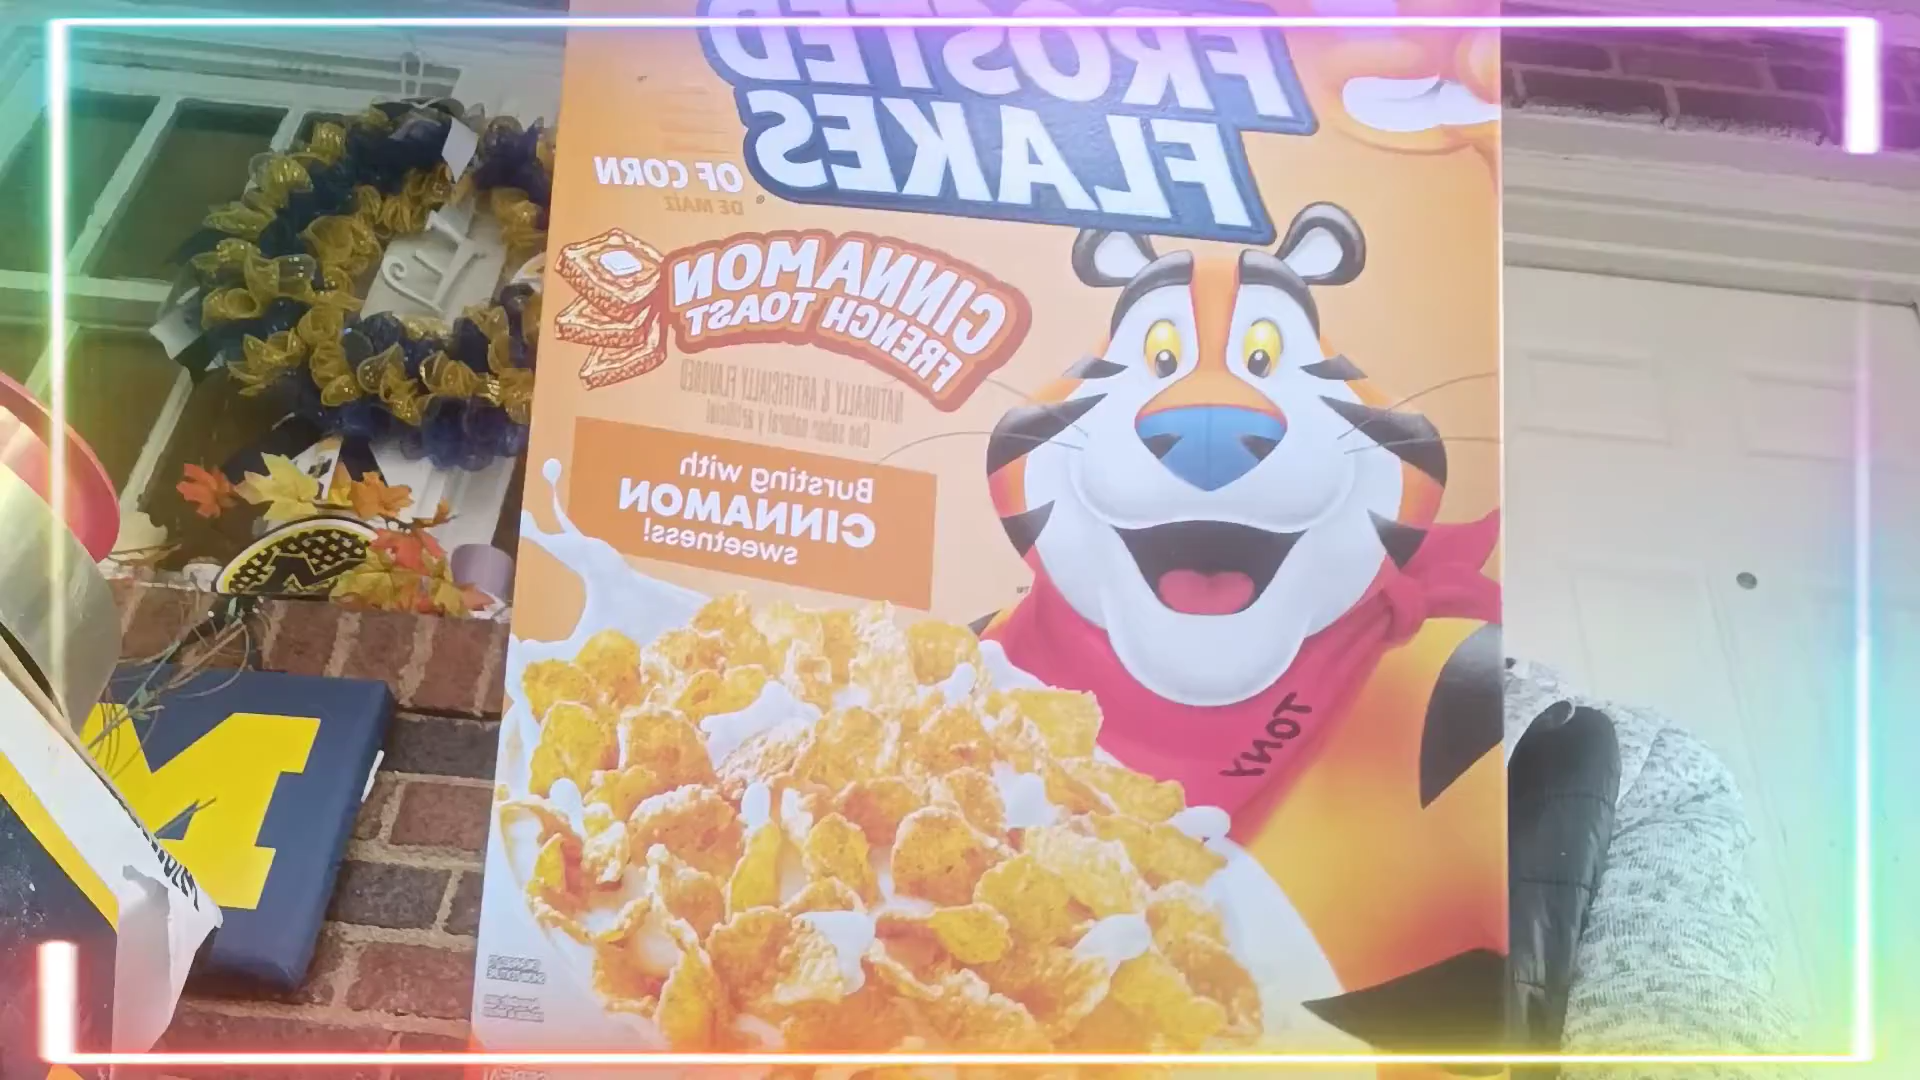 FROSTED
FLAKES
OF CORN
DE MAÍZ
CINNAMON
FRENCH TOAST
NATURALLY & ARTIFICIALLY FLAVORED
Con sabor natural y artificial
Bursting with
CINNAMON
sweetness!
TONY
M